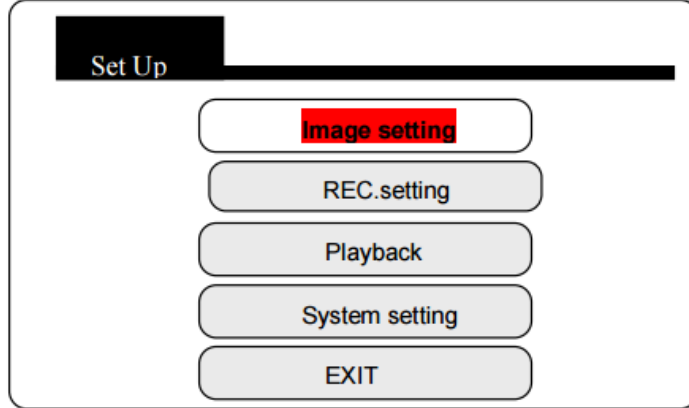 Set Up
Image setting
REC.setting
Playback
System setting
EXIT